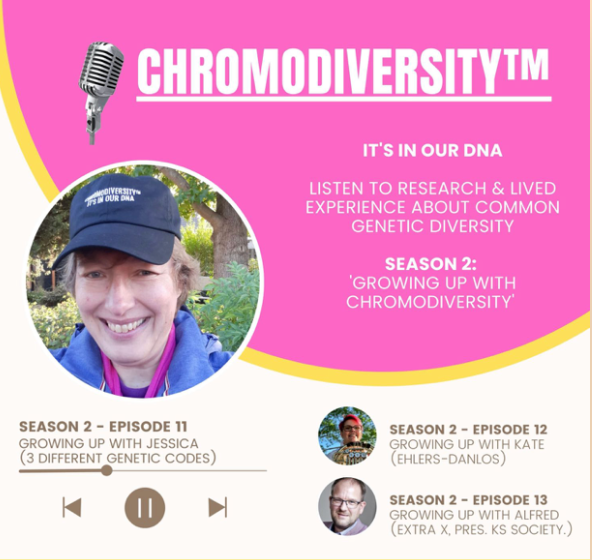 CHROMODIVERSITY™
IT'S IN OUR DNA
LISTEN TO RESEARCH & LIVED
EXPERIENCE ABOUT COMMON
GENETIC DIVERSITY
SEASON 2:
'GROWING UP WITH
CHROMODIVERSITY'
CHROMODIVERSITY™
IT'S IN OUR DNA
SEASON 2 - EPISODE 11
GROWING UP WITH JESSICA
(3 DIFFERENT GENETIC CODES)
SEASON 2 - EPISODE 12
GROWING UP WITH KATE
(EHLERS-DANLOS)
SEASON 2 - EPISODE 13
GROWING UP WITH ALFRED
(EXTRA X, PRES. KS SOCIETY.)